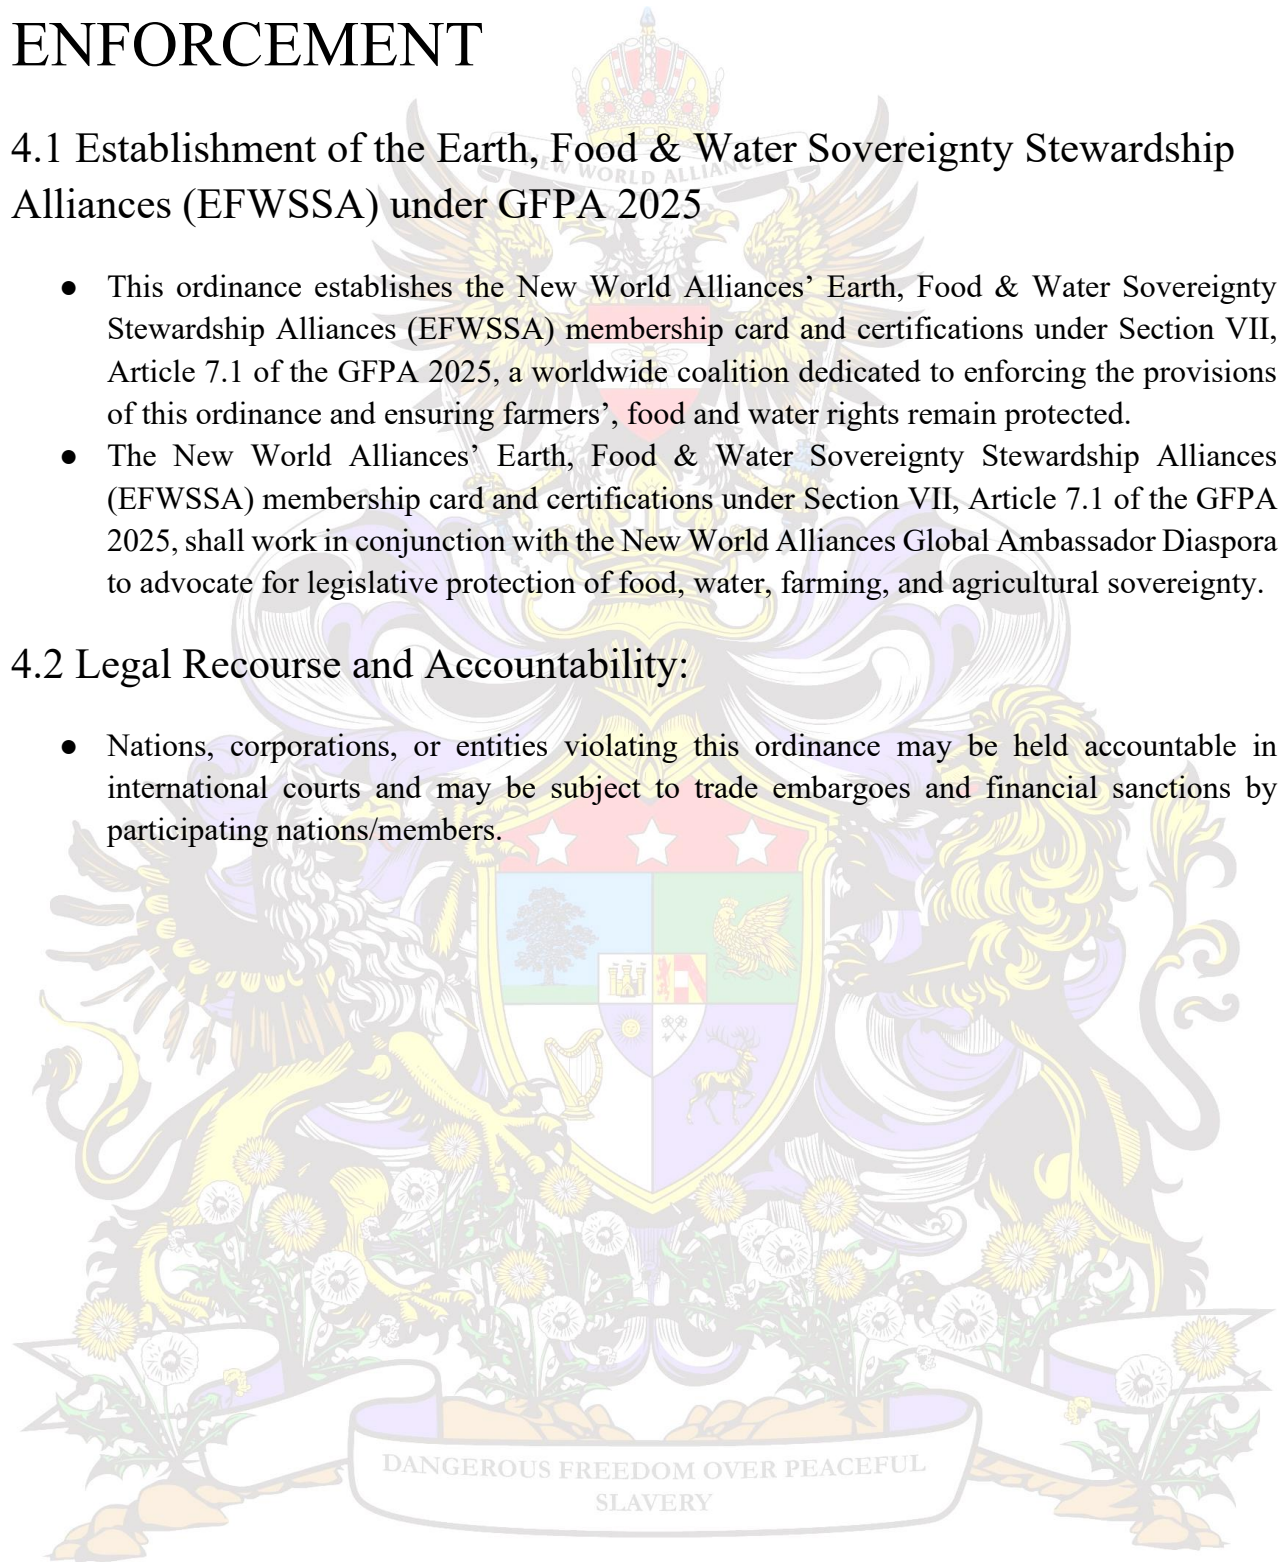 ENFORCEMENT
4.1 Establishment of the Earth, Food & Water Sovereignty Stewardship
Alliances (EFWSSA) under GFPA 2025
NEW WORLD ALLIANCES
● This ordinance establishes the New World Alliances’ Earth, Food & Water Sovereignty
Stewardship Alliances (EFWSSA) membership card and certifications under Section VII,
Article 7.1 of the GFPA 2025, a worldwide coalition dedicated to enforcing the provisions
of this ordinance and ensuring farmers’, food and water rights remain protected.
● The New World Alliances’ Earth, Food & Water Sovereignty Stewardship Alliances
(EFWSSA) membership card and certifications under Section VII, Article 7.1 of the GFPA
2025, shall work in conjunction with the New World Alliances Global Ambassador Diaspora
to advocate for legislative protection of food, water, farming, and agricultural sovereignty.
4.2 Legal Recourse and Accountability:
● Nations, corporations, or entities violating this ordinance may be held accountable in
international courts and may be subject to trade embargoes and financial sanctions by
participating nations/members.
DANGEROUS FREEDOM OVER PEACEFUL
SLAVERY